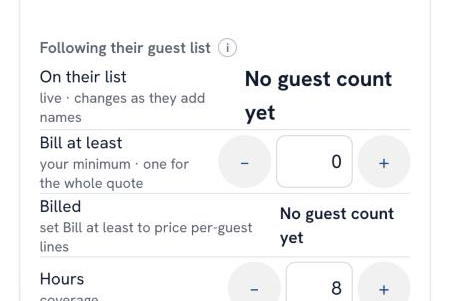 Following their guest list i
On their list
live · changes as they add
names
No guest count
yet
Bill at least
your minimum · one for
the whole quote
- 0 +
Billed
set Bill at least to price per-guest
lines
No guest count
yet
Hours
coverage
- 8 +